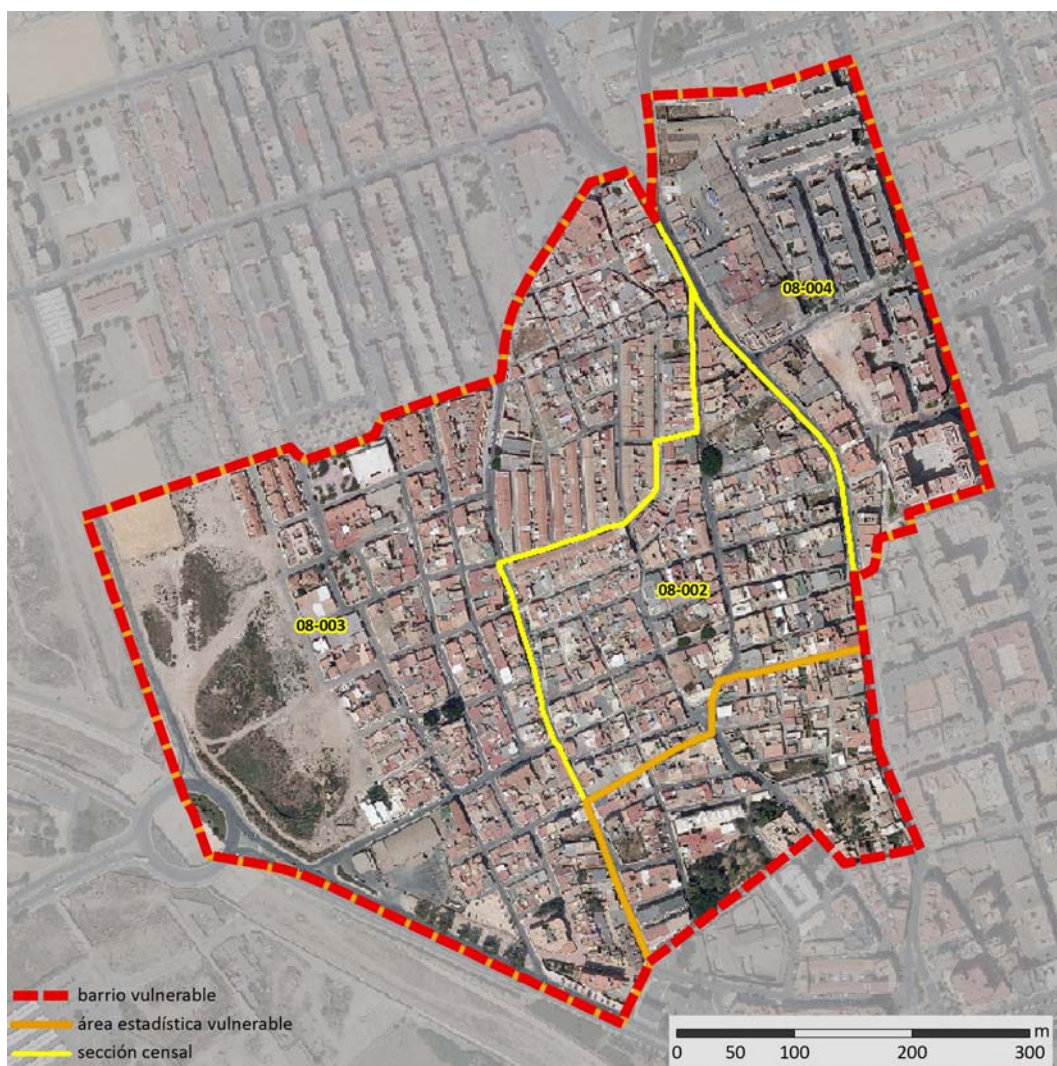 08-004
08-002
08-003
barrio vulnerable
área estadística vulnerable
sección censal
m
0 50 100 200 300